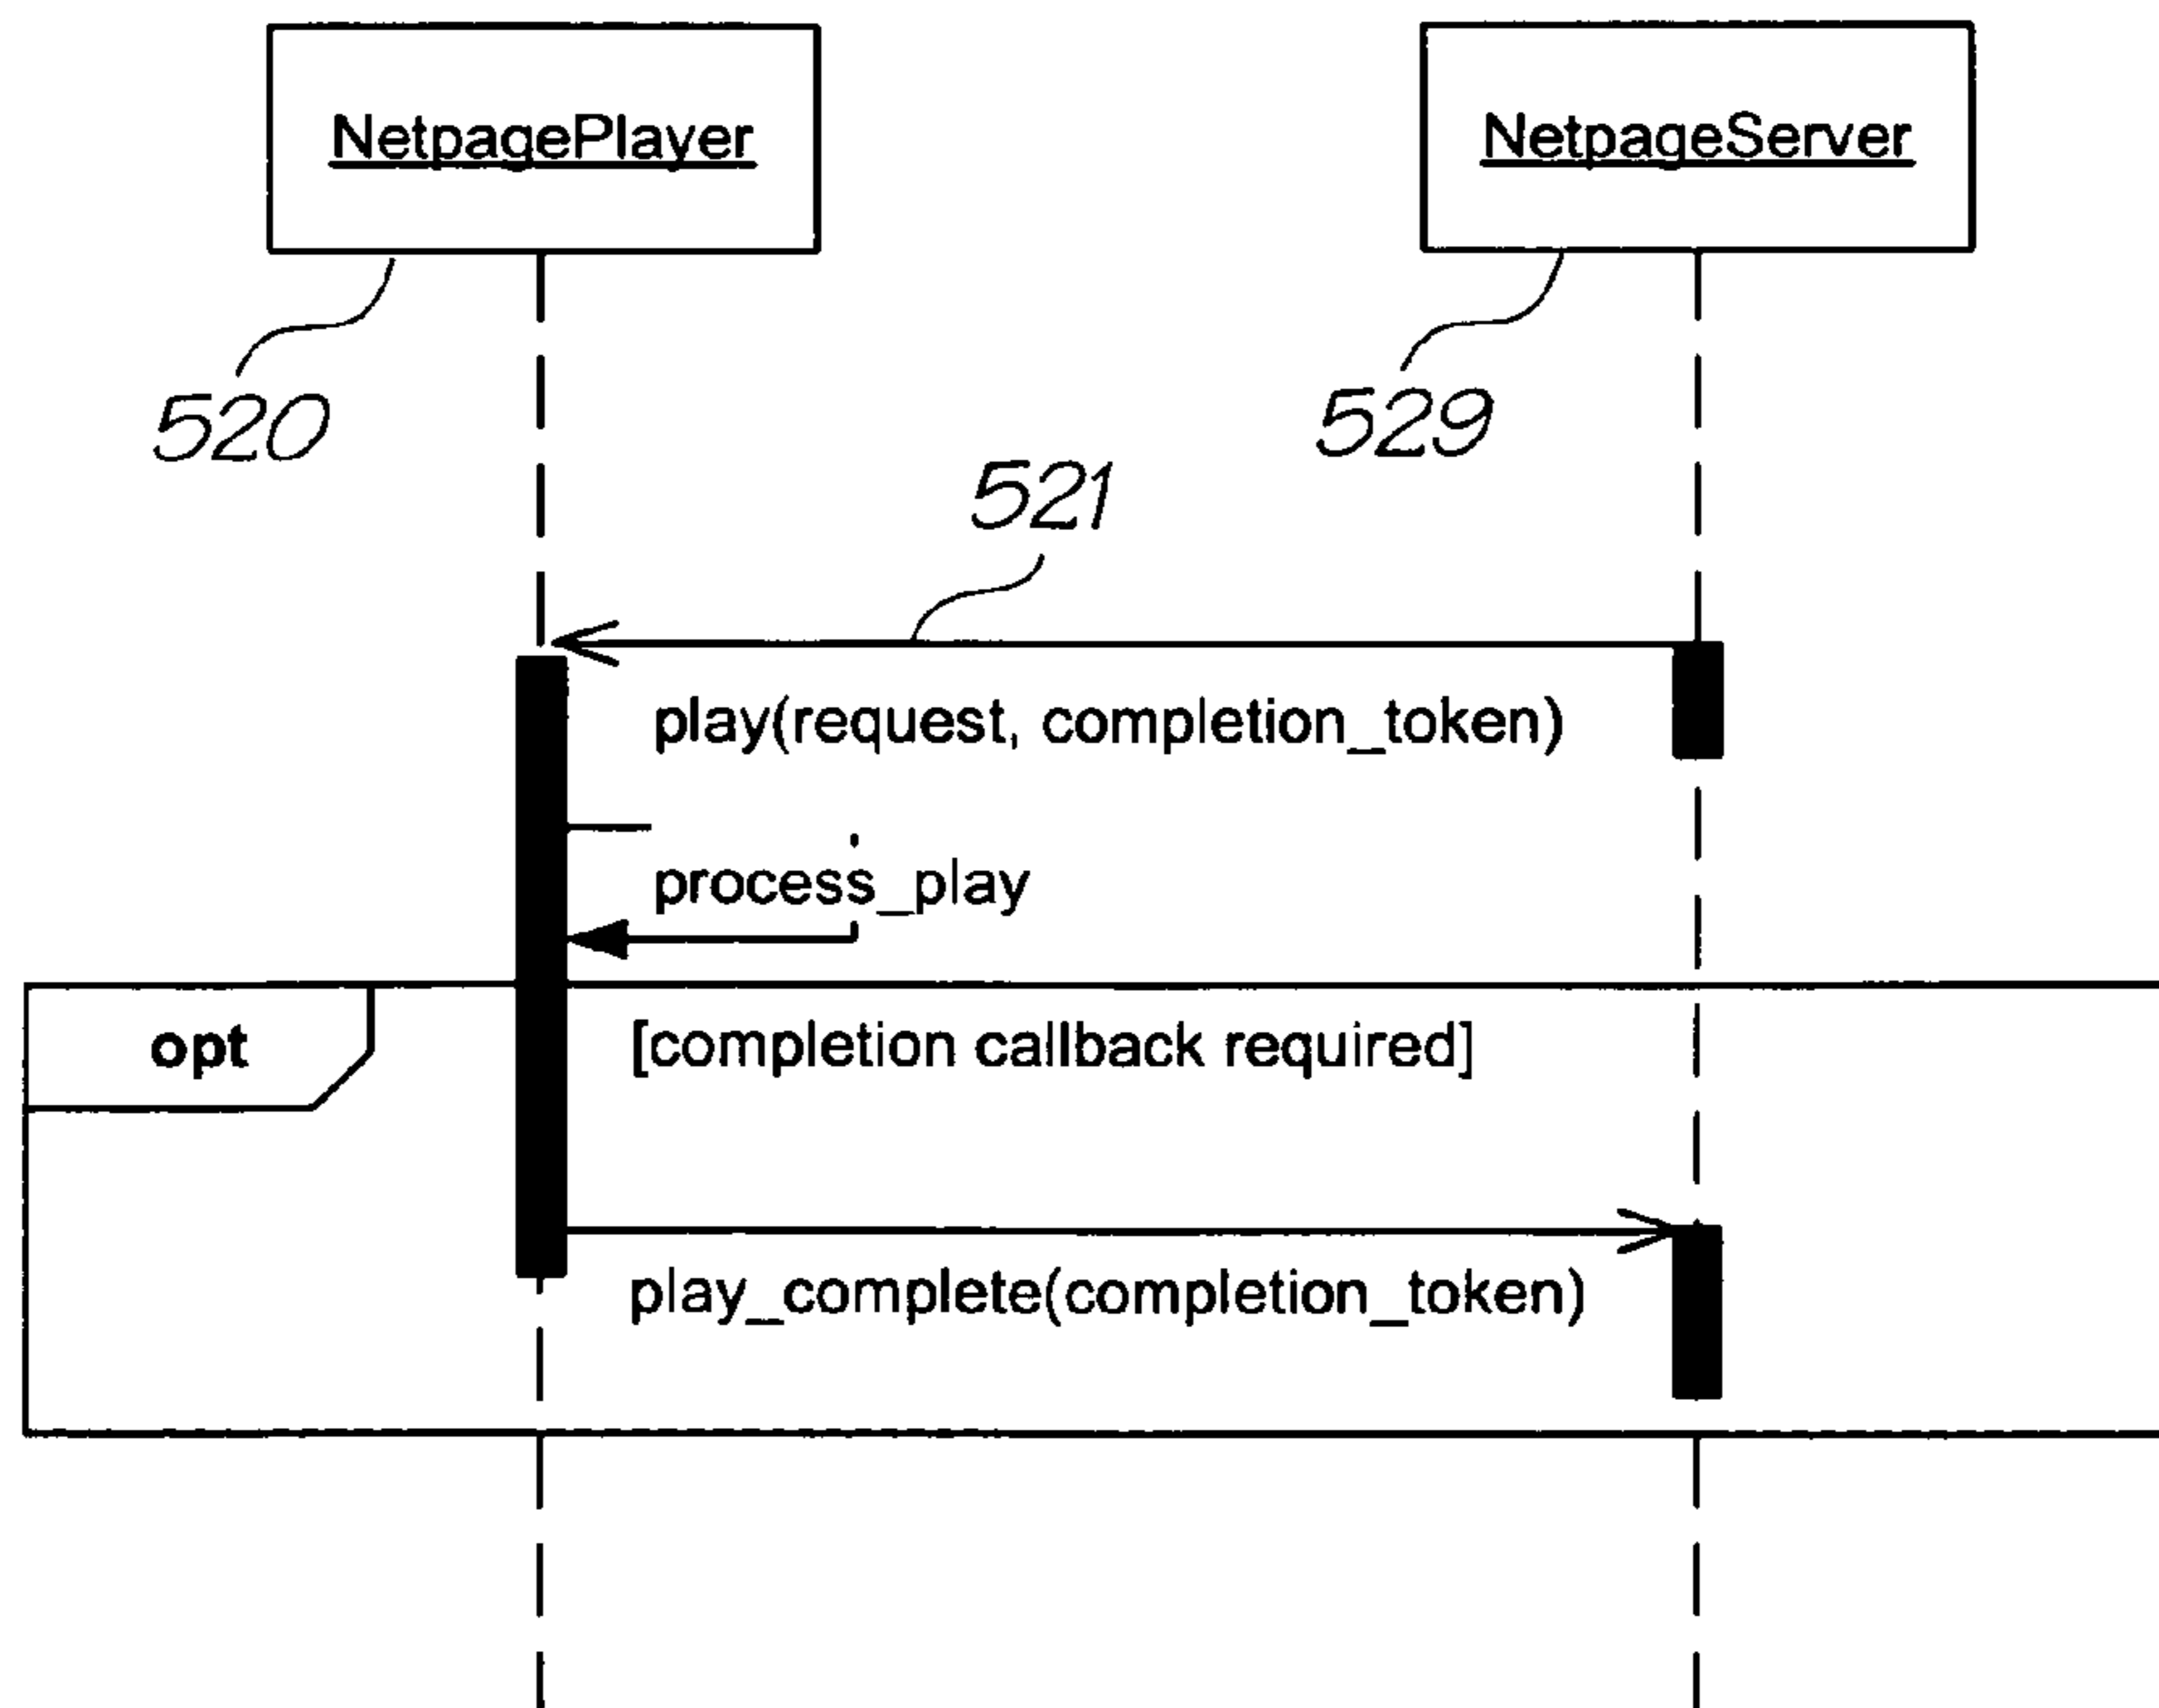 NetpagePlayer
NetpageServer
520
529
521
play(request, completion_token)
process_play
opt
[completion callback required]
play_complete(completion_token)